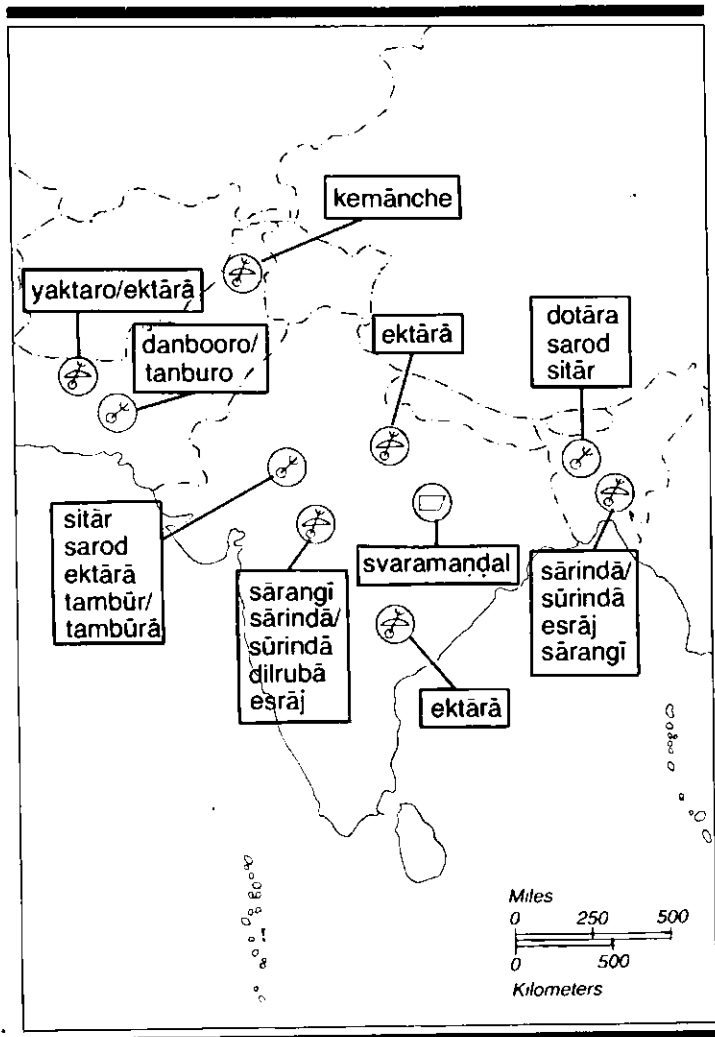 kemānche
yaktaro/ektārā
danbooro/
tanburo
ektārā
dotāra
sarod
sitār
sitār
sarod
ektārā
tambūr/
tambūrā
sārangī
sārindā/
sūrindā
dilrubā
esrāj
svaramaṇḍal
sārindā/
sūrindā
esrāj
sārangī
ektārā
Miles
0 250 500
0 500
Kilometers